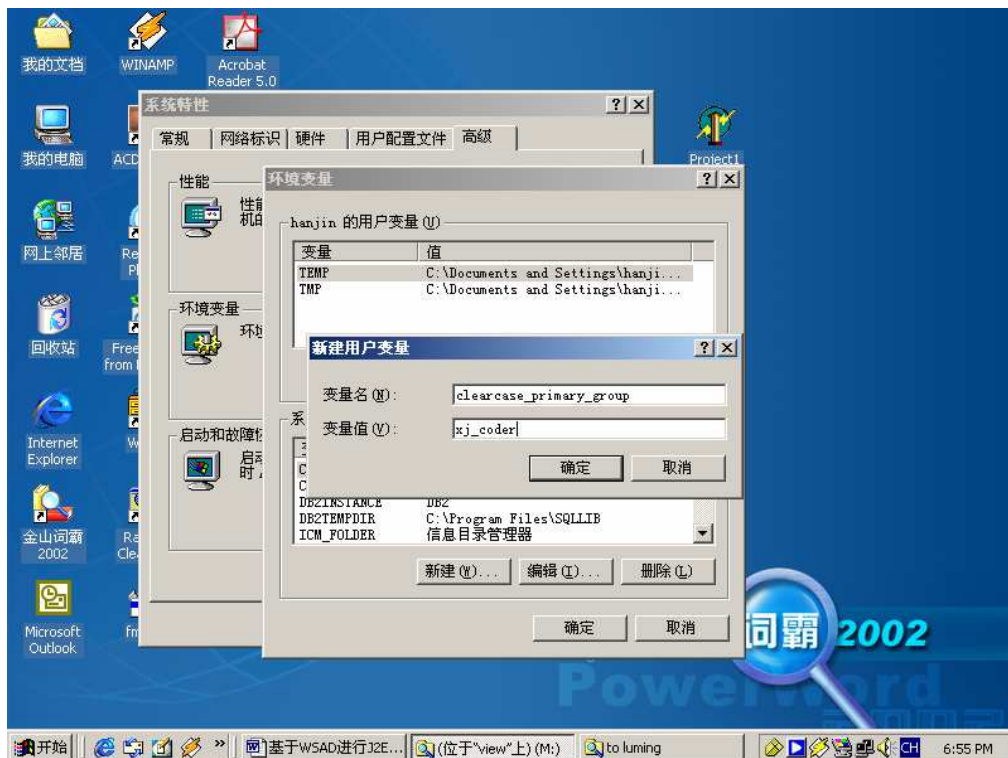 我的文档
WINAMP
Acrobat
Reader 5.0
系统特性
常规
网络标识
硬件
用户配置文件
高级
我的电脑
Project1
性能
环境变量
hanjin 的用户变量(U)
变量
值
TEMP
C:\Documents and Settings\hanji...
TMP
C:\Documents and Settings\hanji...
网上邻居
环境变量
回收站
新建用户变量
变量名(N):
clearcase_primary_group
变量值(V):
xj_coder
确定
取消
Internet
Explorer
DB2INSTANCE
DB2
DB2TEMPDIR
C:\Program Files\SQLLIB
ICM_FOLDER
信息目录管理器
新建(W)...
编辑(I)...
删除(L)
金山词霸
2002
确定
取消
Microsoft
Outlook
词霸 2002
PowerWord
开始
基于WSAD进行J2E...
(位于"view"上) (M:)
to luming
CH
6:55 PM